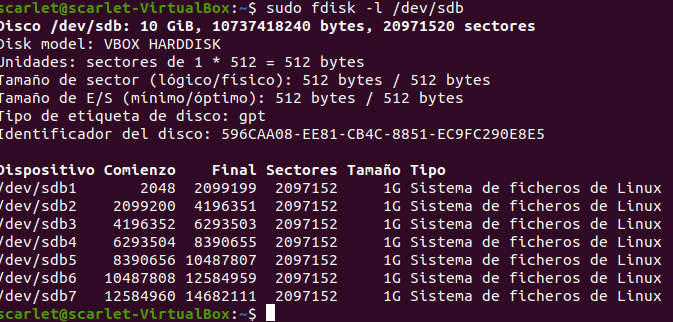 scarlet@scarlet-VirtualBox:~$ sudo fdisk -l /dev/sdb
Disco /dev/sdb: 10 GiB, 10737418240 bytes, 20971520 sectores
Disk model: VBOX HARDDISK
Unidades: sectores de 1 * 512 = 512 bytes
Tamaño de sector (lógico/físico): 512 bytes / 512 bytes
Tamaño de E/S (mínimo/óptimo): 512 bytes / 512 bytes
Tipo de etiqueta de disco: gpt
Identificador del disco: 596CAA08-EE81-CB4C-8851-EC9FC290E8E5
Dispositivo Comienzo Final Sectores Tamaño Tipo
/dev/sdb1 2048 2099199 2097152 1G Sistema de ficheros de Linux
/dev/sdb2 2099200 4196351 2097152 1G Sistema de ficheros de Linux
/dev/sdb3 4196352 6293503 2097152 1G Sistema de ficheros de Linux
/dev/sdb4 6293504 8390655 2097152 1G Sistema de ficheros de Linux
/dev/sdb5 8390656 10487807 2097152 1G Sistema de ficheros de Linux
/dev/sdb6 10487808 12584959 2097152 1G Sistema de ficheros de Linux
/dev/sdb7 12584960 14682111 2097152 1G Sistema de ficheros de Linux
scarlet@scarlet-VirtualBox:~$